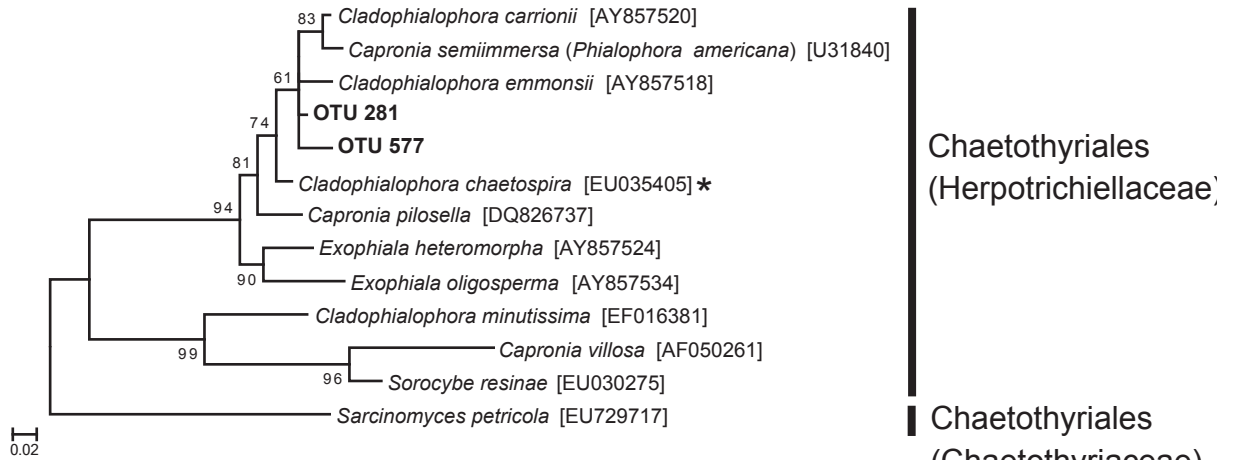 83
Cladophialophora carrionii [AY857520]
Capronia semiimmersa (Phialophora americana) [U31840]
61
Cladophialophora emmonsii [AY857518]
OTU 281
74
OTU 577
81
Cladophialophora chaetospira [EU035405] *
94
Capronia pilosella [DQ826737]
Exophiala heteromorpha [AY857524]
90
Exophiala oligosperma [AY857534]
Cladophialophora minutissima [EF016381]
99
Capronia villosa [AF050261]
96
Sorocybe resinae [EU030275]
Sarcinomyces petricola [EU729717]
0.02
Chaetothyriales
(Herpotrichiellaceae)
Chaetothyriales
(Chaetothyriaceae)